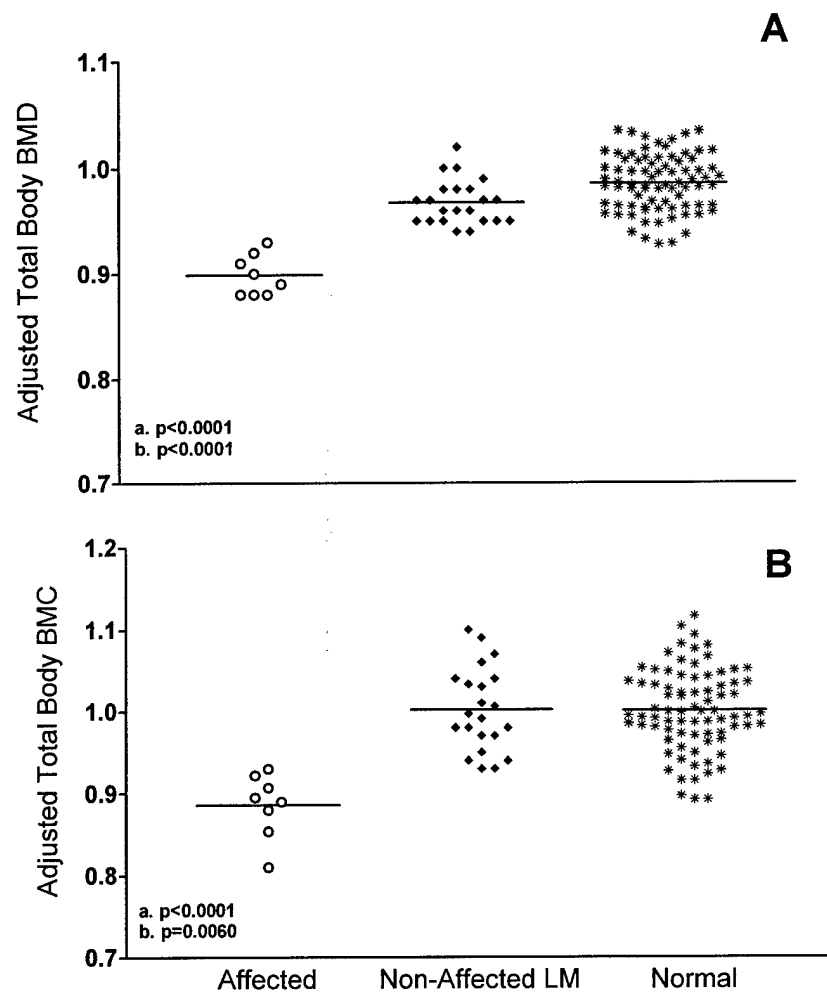 A
1.1
1.0
0.9
0.8
0.7
Adjusted Total Body BMD
a. p<0.0001
b. p<0.0001
B
1.2
1.1
1.0
0.9
0.8
0.7
Adjusted Total Body BMC
a. p<0.0001
b. p=0.0060
Affected
Non-Affected LM
Normal